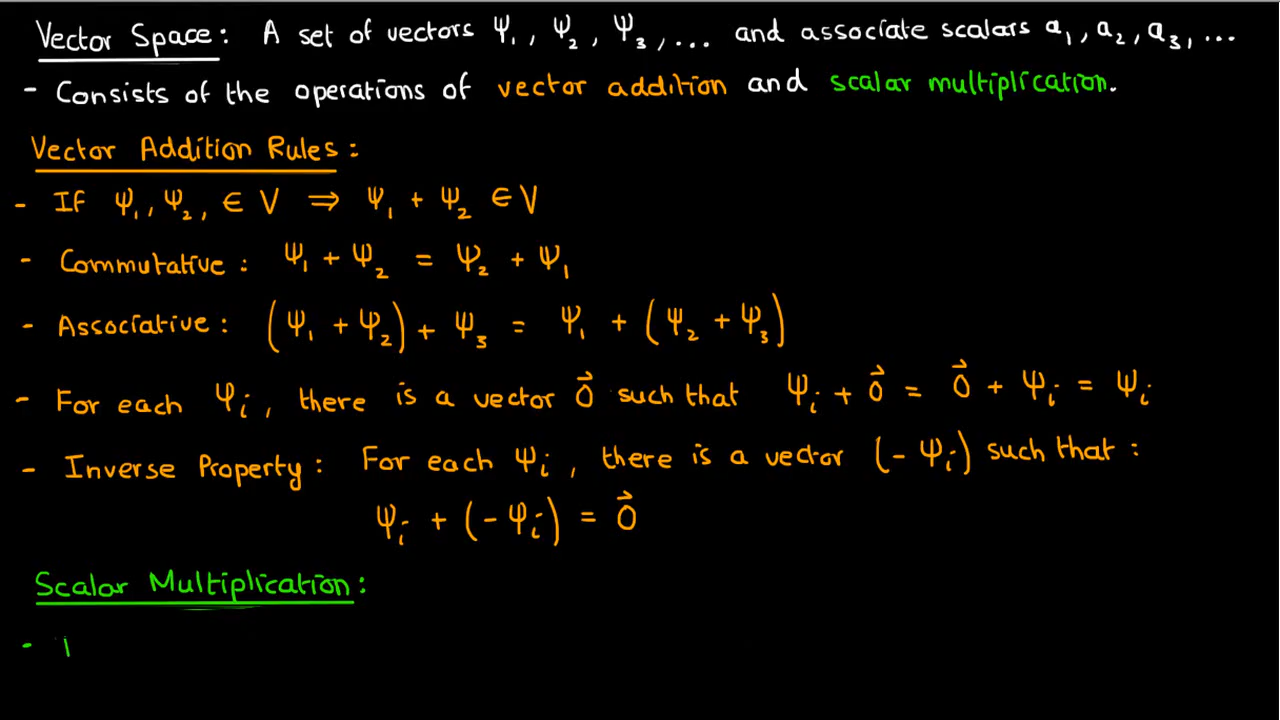 Vector Space: A set of vectors Ψ₁, Ψ₂, Ψ₃, ... and associate scalars a₁, a₂, a₃, ...
- Consists of the operations of vector addition and scalar multiplication.
Vector Addition Rules:
- If Ψ₁, Ψ₂, ∈ V ⇒ Ψ₁ + Ψ₂ ∈ V
- Commutative: Ψ₁ + Ψ₂ = Ψ₂ + Ψ₁
- Associative: (Ψ₁ + Ψ₂) + Ψ₃ = Ψ₁ + (Ψ₂ + Ψ₃)
- For each Ψᵢ, there is a vector 0⃗ such that Ψᵢ + 0⃗ = 0⃗ + Ψᵢ = Ψᵢ
- Inverse Property: For each Ψᵢ, there is a vector (-Ψᵢ) such that:
Ψᵢ + (-Ψᵢ) = 0⃗
Scalar Multiplication:
-